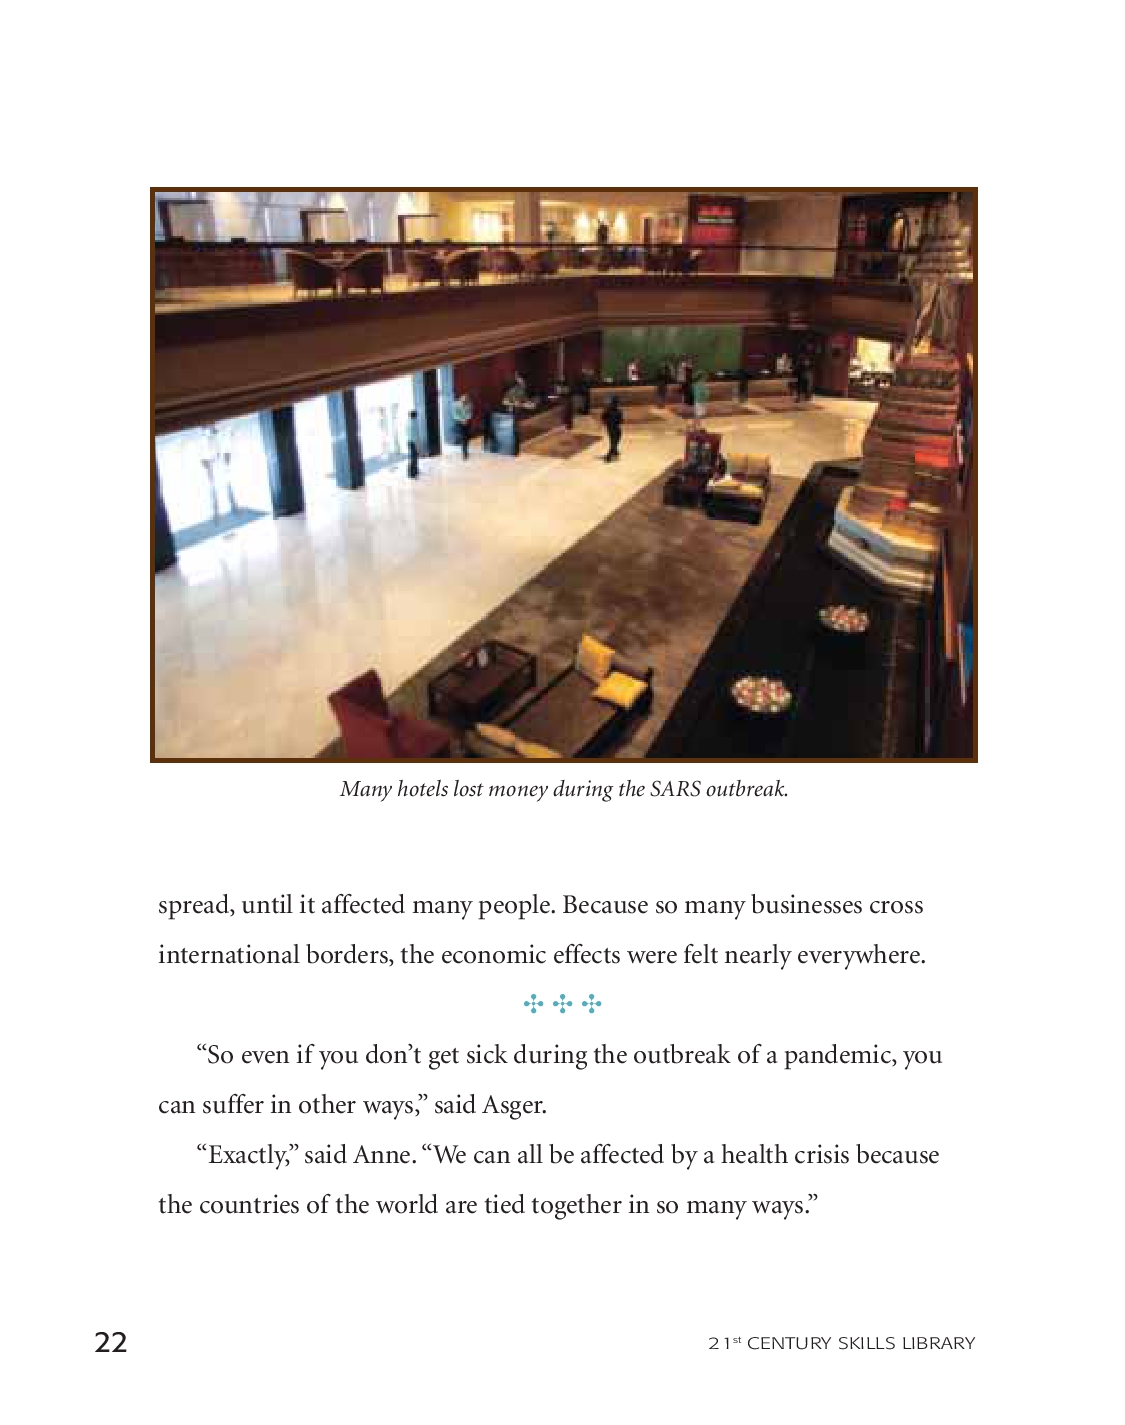 Many hotels lost money during the SARS outbreak.
spread, until it affected many people. Because so many businesses cross
international borders, the economic effects were felt nearly everywhere.
“So even if you don’t get sick during the outbreak of a pandemic, you
can suffer in other ways,” said Asger.
“Exactly,” said Anne. “We can all be affected by a health crisis because
the countries of the world are tied together in so many ways.”
22
21st CENTURY SKILLS LIBRARY